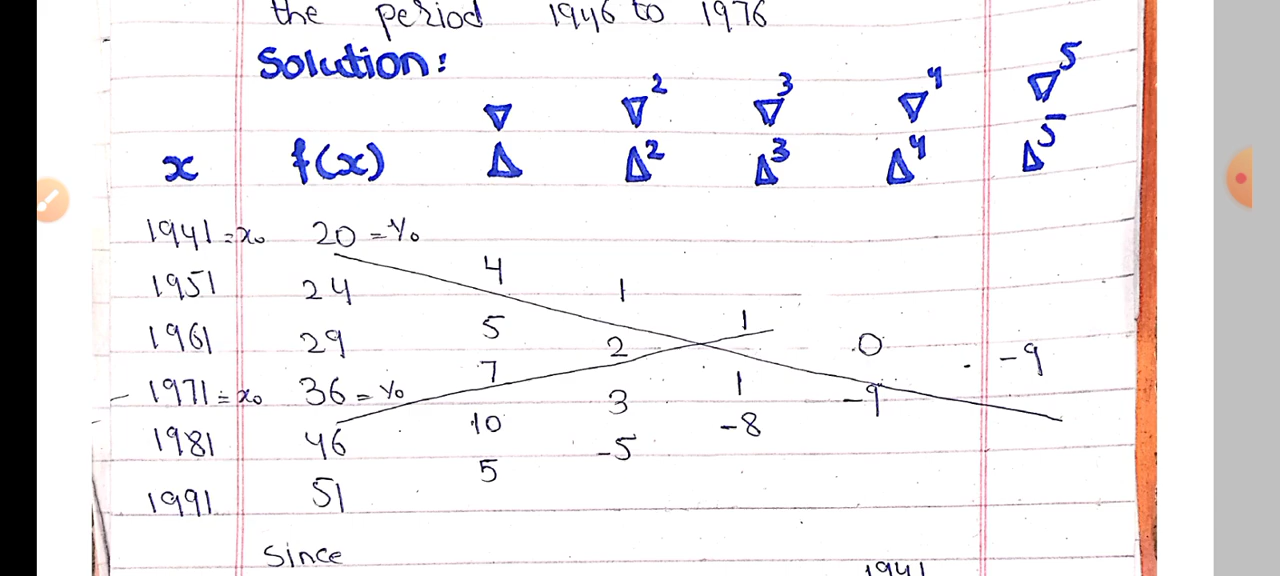 the period 1946 to 1976
Solution:
∇ ∇² ∇³ ∇⁴ ∇⁵
x f(x) Δ Δ² Δ³ Δ⁴ Δ⁵
1941 = x₀ 20 = y₀
4
1951 24 1
5 1
1961 29 2 0
7 -9
1971 = x₀ 36 = y₀ 3 1 -9
10 -8
1981 46 -5
5
1991 51
Since
1941